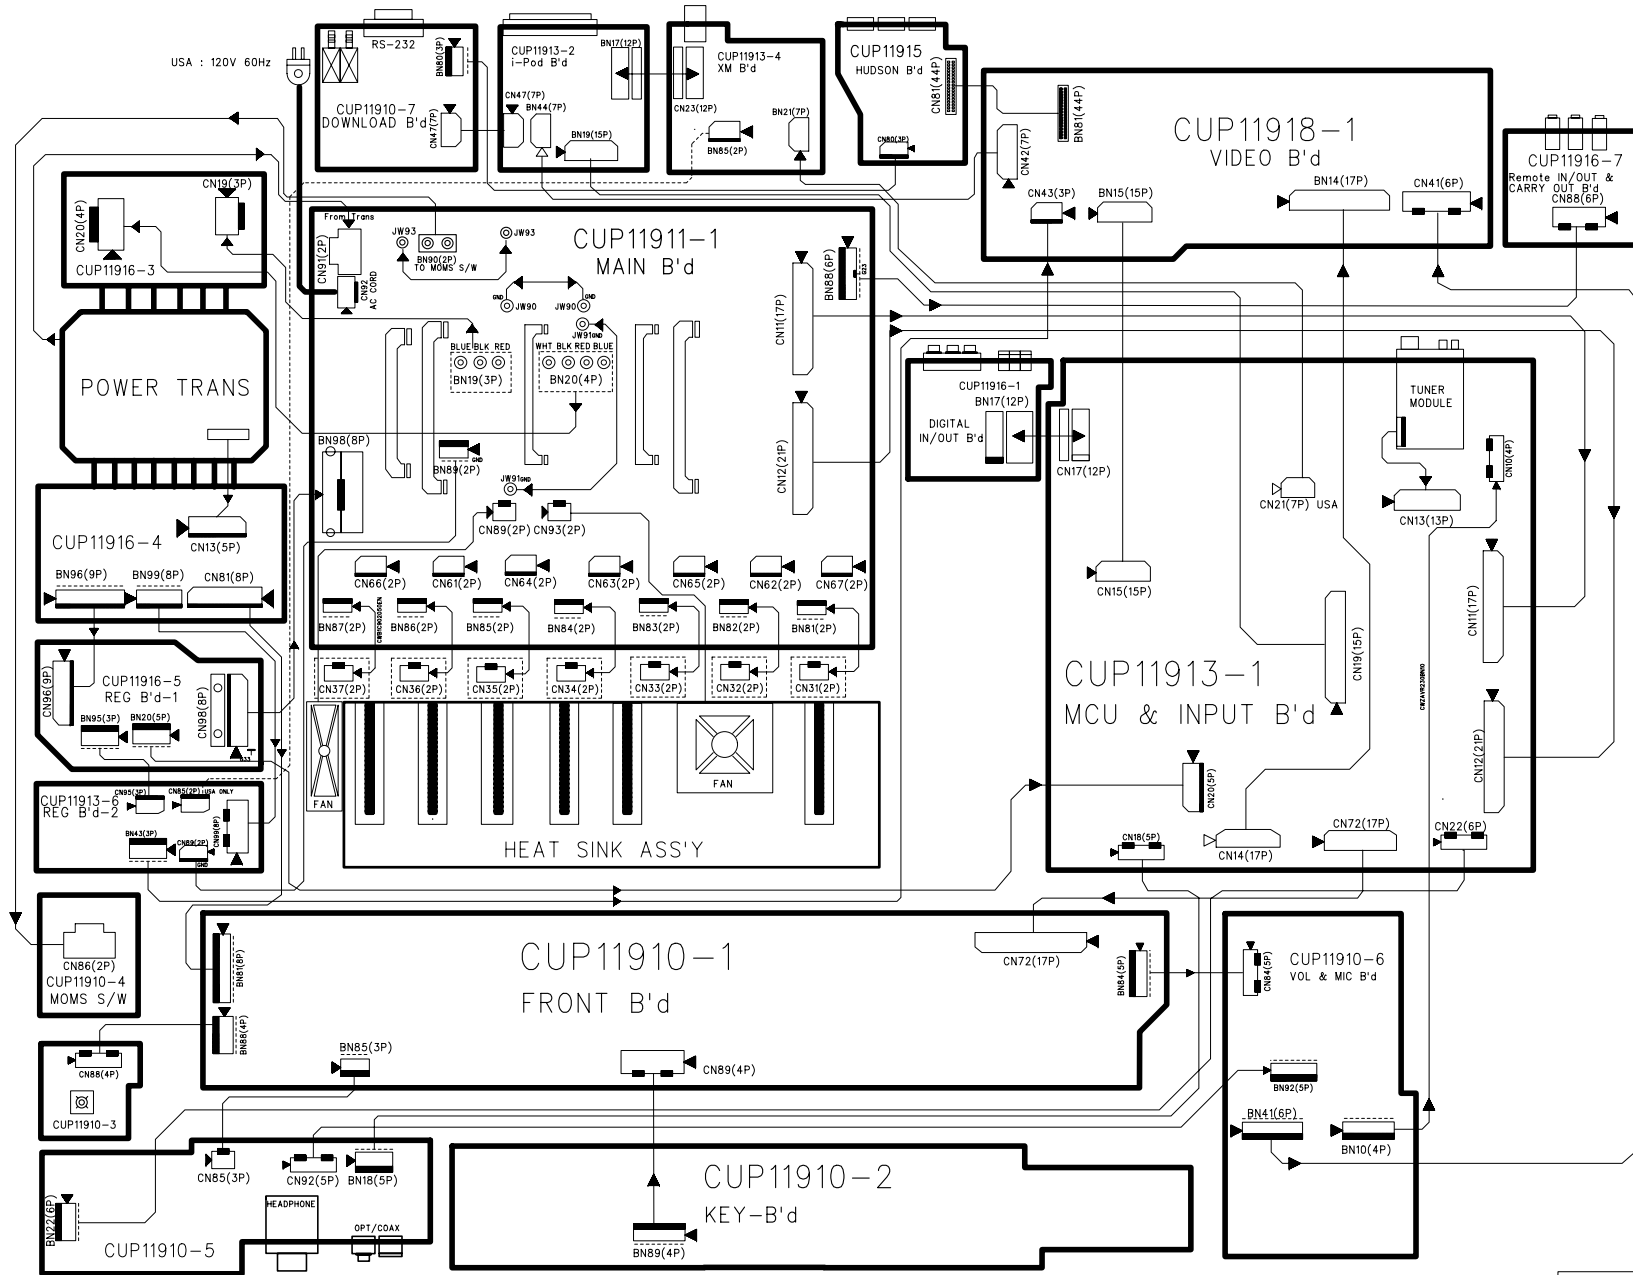 USA : 120V 60Hz
RS-232
BN80(3P)
CUP11910-7
DOWNLOAD B'd
CN47(7P)
CUP11913-2
i-Pod B'd
BN17(12P)
CN47(7P)
BN44(7P)
BN19(15P)
CUP11913-4
XM B'd
CN23(12P)
BN21(7P)
BN85(2P)
CUP11915
HUDSON B'd
CN81(44P)
CN80(3P)
CUP11918-1
VIDEO B'd
BN81(44P)
CN42(7P)
CN43(3P)
BN15(15P)
BN14(17P)
CN41(6P)
CUP11916-7
Remote IN/OUT &
CARRY OUT B'd
CN88(6P)
CN19(3P)
CN20(4P)
CUP11916-3
POWER TRANS
CUP11911-1
MAIN B'd
From Trans
CN91(2P)
CN92
AC CORD
JW93
BN90(2P)
TO MOMS S/W
JW93
GND
JW90
JW90
GND
JW91GND
BLUE BLK RED
BN19(3P)
WHT BLK RED BLUE
BN20(4P)
BN88(6P)
G23
CN11(17P)
CN12(21P)
BN98(8P)
BN89(2P)
GND
JW91GND
CN89(2P)
CN93(2P)
CN66(2P)
CN61(2P)
CN64(2P)
CN63(2P)
CN65(2P)
CN62(2P)
CN67(2P)
BN87(2P)
BN86(2P)
BN85(2P)
BN84(2P)
BN83(2P)
BN82(2P)
BN81(2P)
CN37(2P)
CN36(2P)
CN35(2P)
CN34(2P)
CN33(2P)
CN32(2P)
CN31(2P)
FAN
FAN
HEAT SINK ASS'Y
CUP11916-4
CN13(5P)
BN96(9P)
BN99(8P)
CN81(8P)
CUP11916-5
REG B'd-1
CN96(9P)
BN95(3P)
BN20(5P)
CN98(8P)
CUP11913-6
REG B'd-2
CN95(3P)
CN85(2P) :USA ONLY
BN43(3P)
CN89(2P)
GND
CN99(8P)
CUP11916-1
BN17(12P)
DIGITAL
IN/OUT B'd
CN17(12P)
TUNER
MODULE
CN10(4P)
CN13(13P)
CN21(7P) USA
CN15(15P)
CN19(15P)
CN11(17P)
CN12(21P)
CUP11913-1
MCU & INPUT B'd
CN20(5P)
CN18(5P)
CN14(17P)
CN72(17P)
CN22(6P)
CN86(2P)
CUP11910-4
MOMS S/W
CN88(4P)
CUP11910-3
CUP11910-1
FRONT B'd
BN81(8P)
BN88(4P)
BN85(3P)
CN89(4P)
CN72(17P)
BN84(5P)
CN84(5P)
CUP11910-6
VOL & MIC B'd
BN92(5P)
BN41(6P)
BN10(4P)
CN85(3P)
CN92(5P)
BN18(5P)
BN22(6P)
HEADPHONE
OPT/COAX
CUP11910-5
CUP11910-2
KEY-B'd
BN89(4P)